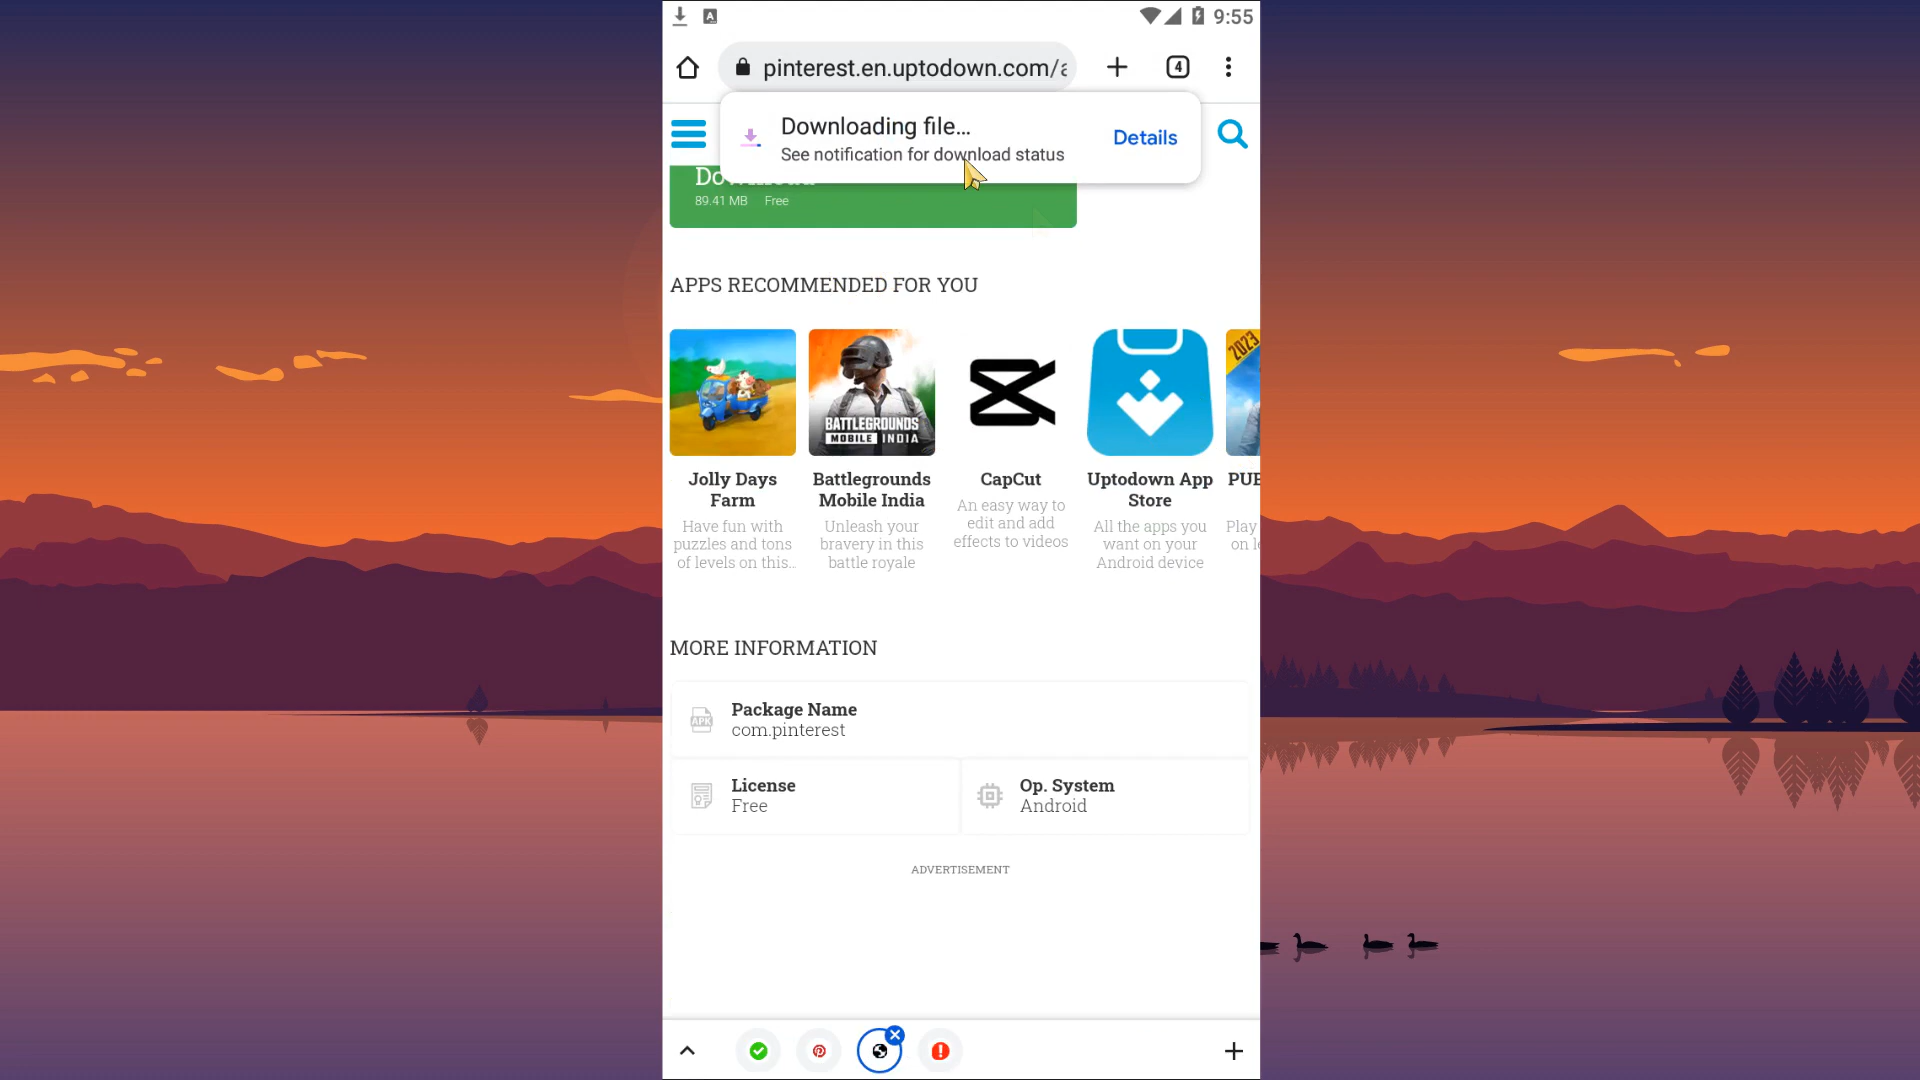 A
9:55
pinterest.en.uptodown.com/a
4
Downloading file...
See notification for download status
Details
Download
89.41 MB Free
APPS RECOMMENDED FOR YOU
BATTLEGROUNDS
MOBILE INDIA
2023
Jolly Days
Farm
Have fun with
puzzles and tons
of levels on this...
Battlegrounds
Mobile India
Unleash your
bravery in this
battle royale
CapCut
An easy way to
edit and add
effects to videos
Uptodown App
Store
All the apps you
want on your
Android device
PUB
Play
on l
MORE INFORMATION
APK
Package Name
com.pinterest
License
Free
Op. System
Android
ADVERTISEMENT